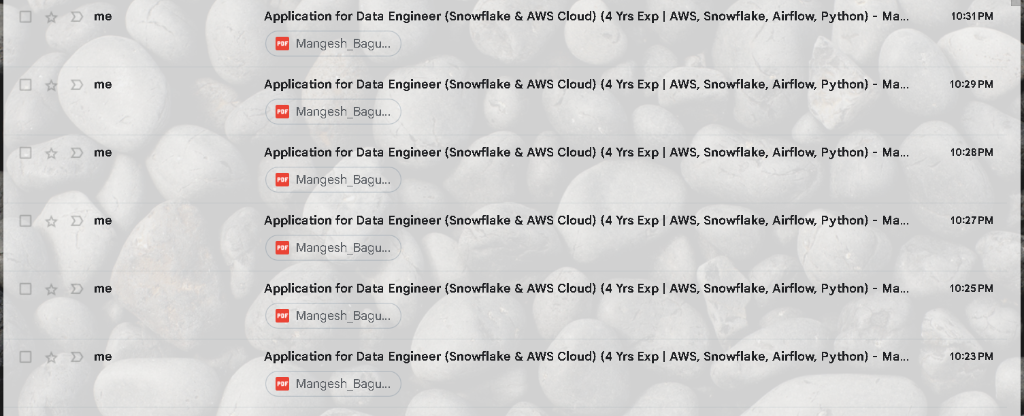 me Application for Data Engineer (Snowflake & AWS Cloud) (4 Yrs Exp | AWS, Snowflake, Airflow, Python) - Ma... 10:31 PM
PDF Mangesh_Bagu...
me Application for Data Engineer (Snowflake & AWS Cloud) (4 Yrs Exp | AWS, Snowflake, Airflow, Python) - Ma... 10:29 PM
PDF Mangesh_Bagu...
me Application for Data Engineer (Snowflake & AWS Cloud) (4 Yrs Exp | AWS, Snowflake, Airflow, Python) - Ma... 10:28 PM
PDF Mangesh_Bagu...
me Application for Data Engineer (Snowflake & AWS Cloud) (4 Yrs Exp | AWS, Snowflake, Airflow, Python) - Ma... 10:27 PM
PDF Mangesh_Bagu...
me Application for Data Engineer (Snowflake & AWS Cloud) (4 Yrs Exp | AWS, Snowflake, Airflow, Python) - Ma... 10:25 PM
PDF Mangesh_Bagu...
me Application for Data Engineer (Snowflake & AWS Cloud) (4 Yrs Exp | AWS, Snowflake, Airflow, Python) - Ma... 10:23 PM
PDF Mangesh_Bagu...